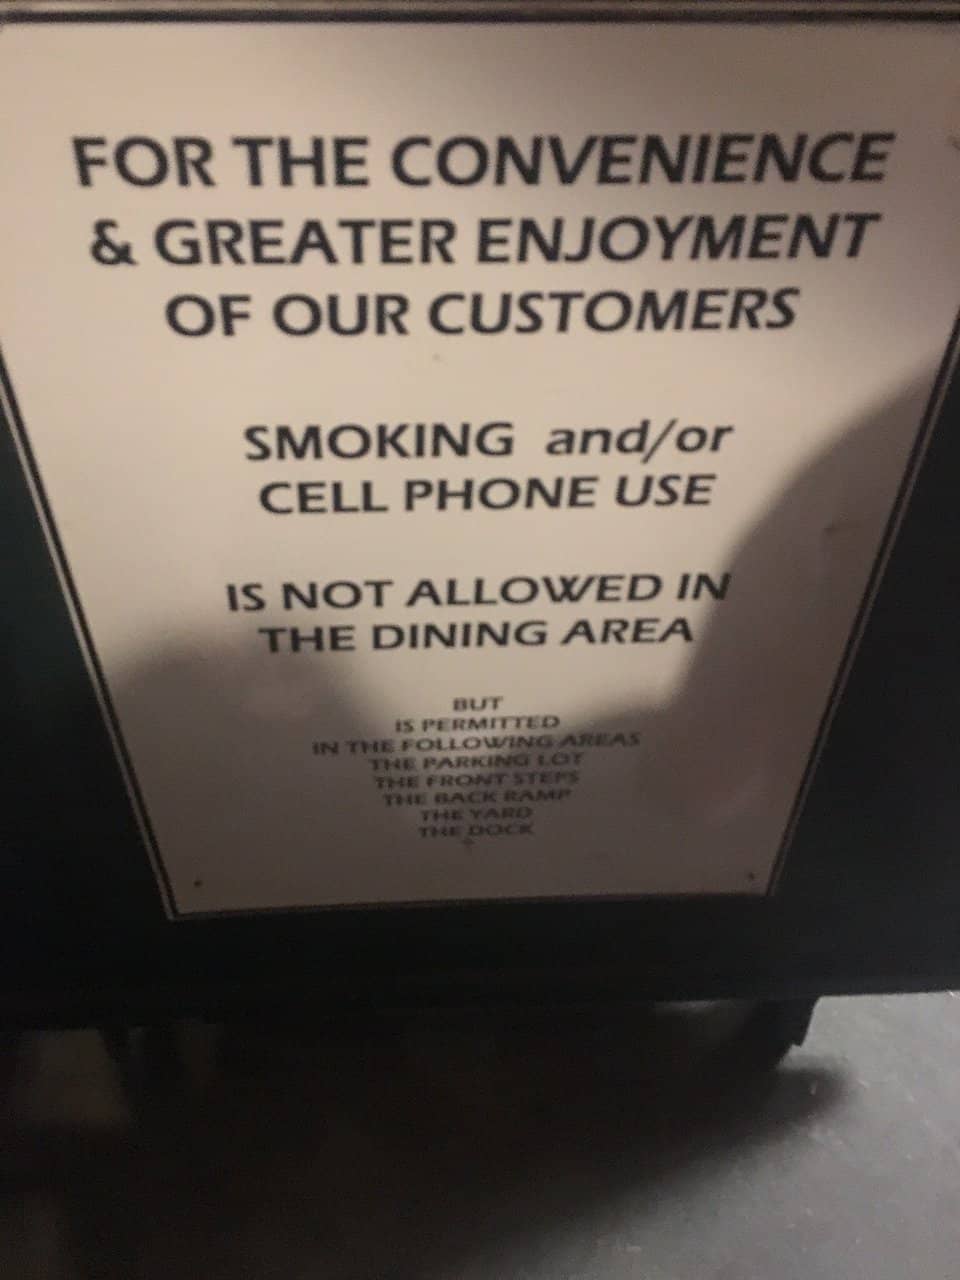 FOR THE CONVENIENCE
& GREATER ENJOYMENT
OF OUR CUSTOMERS
SMOKING and/or
CELL PHONE USE
IS NOT ALLOWED IN
THE DINING AREA
BUT
IS PERMITTED
IN THE FOLLOWING AREAS
THE PARKING LOT
THE FRONT STEPS
THE BACK RAMP
THE YARD
THE DOCK